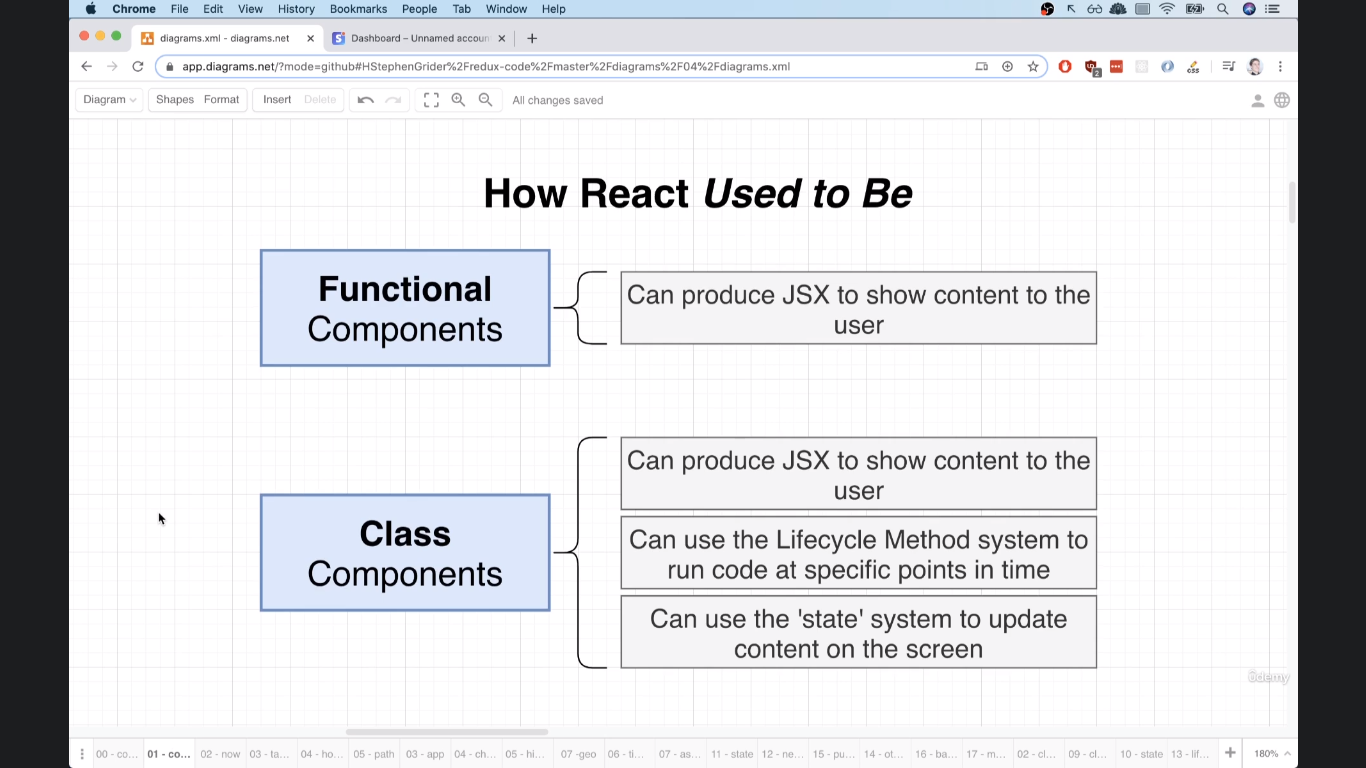 Chrome File Edit View History Bookmarks People Tab Window Help
diagrams.xml - diagrams.net
Dashboard – Unnamed accoun
app.diagrams.net/?mode=github#HStephenGrider%2Fredux-code%2Fmaster%2Fdiagrams%2F04%2Fdiagrams.xml
Diagram Shapes Format Insert Delete All changes saved
How React Used to Be
Functional
Components
Can produce JSX to show content to the
user
Class
Components
Can produce JSX to show content to the
user
Can use the Lifecycle Method system to
run code at specific points in time
Can use the 'state' system to update
content on the screen
ûdemy
00 - co... 01 - co... 02 - now 03 - ta... 04 - ho... 05 - path 03 - app 04 - ch... 05 - hi... 07 -geo 06 - ti... 07 - as... 11 - state 12 - ne... 15 - pu... 14 - ot... 16 - ba... 17 - m... 02 - cl... 09 - cl... 10 - state 13 - lif... 180%